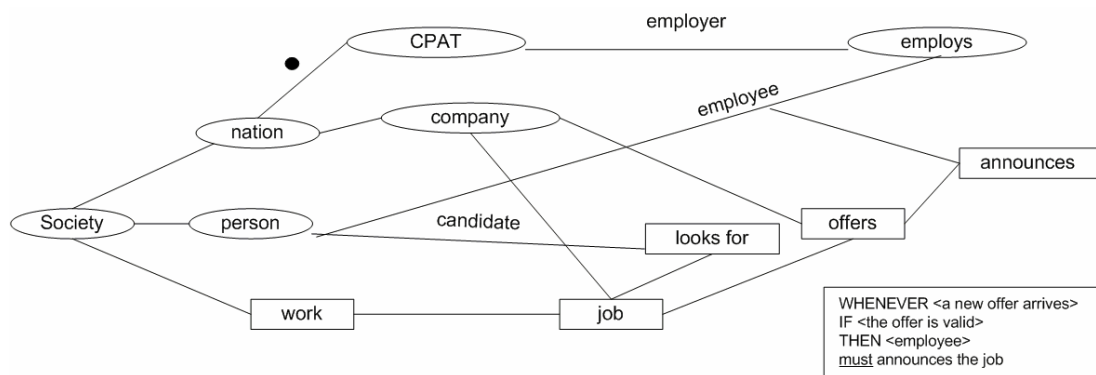 employer
CPAT
employs
employee
company
nation
announces
Society
person
candidate
offers
looks for
work
job
WHENEVER <a new offer arrives>
IF <the offer is valid>
THEN <employee>
must announces the job